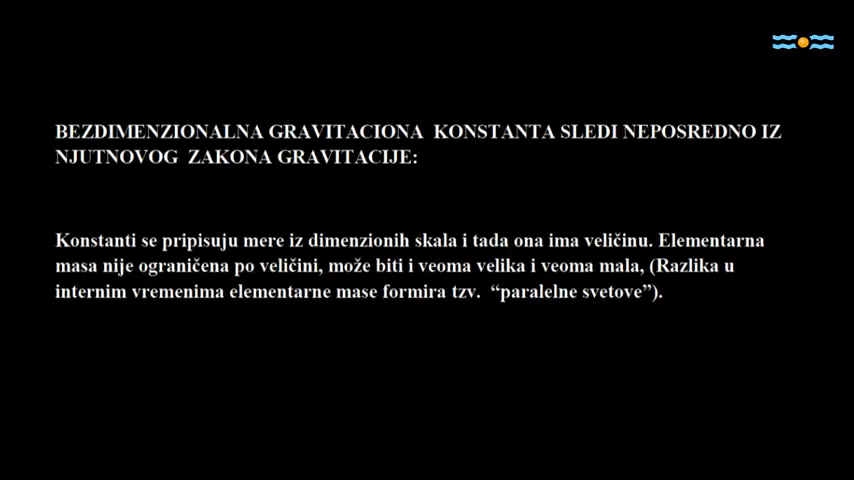 BEZDIMENZIONALNA GRAVITACIONA KONSTANTA SLEDI NEPOSREDNO IZ
NJUTNOVOG ZAKONA GRAVITACIJE:
Konstanti se pripisuju mere iz dimenzionih skala i tada ona ima veličinu. Elementarna
masa nije ograničena po veličini, može biti i veoma velika i veoma mala, (Razlika u
internim vremenima elementarne mase formira tzv. “paralelne svetove”).